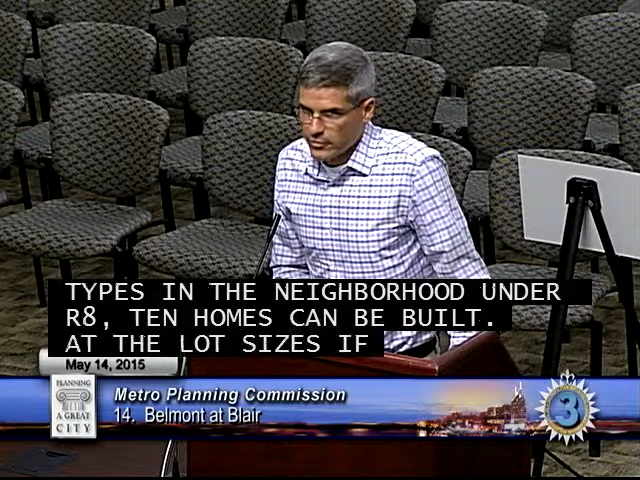 TYPES IN THE NEIGHBORHOOD UNDER
R8, TEN HOMES CAN BE BUILT.
AT THE LOT SIZES IF
May 14, 2015
PLANNING
A GREAT
CITY
Metro Planning Commission
14. Belmont at Blair
3